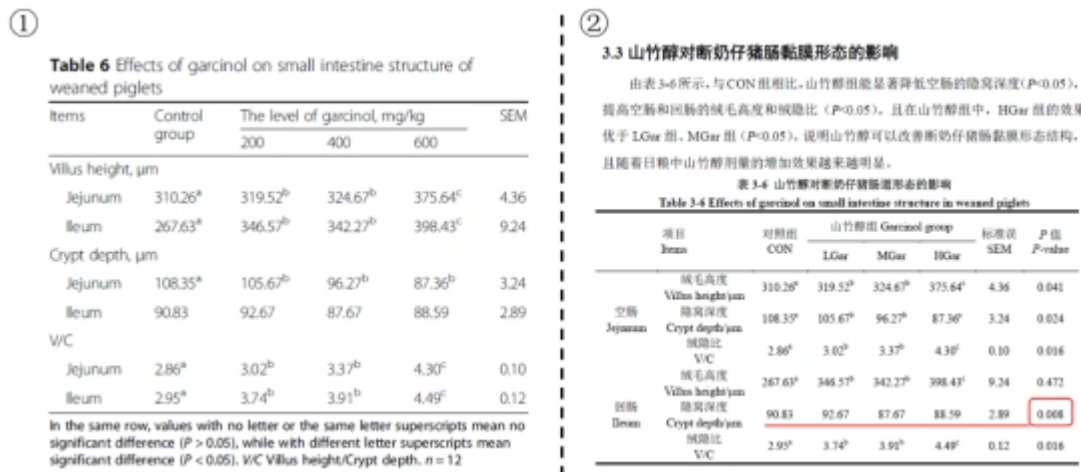 ①
Table 6 Effects of garcinol on small intestine structure of
weaned piglets
Items Control group The level of garcinol, mg/kg SEM
200 400 600
Villus height, µm
Jejunum 310.26ᵃ 319.52ᵇ 324.67ᵇ 375.64ᶜ 4.36
Ileum 267.63ᵃ 346.57ᵇ 342.27ᵇ 398.43ᶜ 9.24
Crypt depth, µm
Jejunum 108.35ᵃ 105.67ᵇ 96.27ᵇ 87.36ᵇ 3.24
Ileum 90.83 92.67 87.67 88.59 2.89
V/C
Jejunum 2.86ᵃ 3.02ᵇ 3.37ᵇ 4.30ᶜ 0.10
Ileum 2.95ᵃ 3.74ᵇ 3.91ᵇ 4.49ᶜ 0.12
In the same row, values with no letter or the same letter superscripts mean no
significant difference (P > 0.05), while with different letter superscripts mean
significant difference (P < 0.05). V/C Villus height/Crypt depth. n = 12
②
3.3 山竹醇对断奶仔猪肠黏膜形态的影响
由表3-6所示，与CON组相比，山竹醇组能显著降低空肠的隐窝深度(P<0.05)，
提高空肠和回肠的绒毛高度和绒隐比（P<0.05）。且在山竹醇组中，HGar 组的效果
优于 LGar 组、MGar 组（P<0.05），说明山竹醇可以改善断奶仔猪肠黏膜形态结构，
且随着日粮中山竹醇剂量的增加效果越来越明显。
表 3-6 山竹醇对断奶仔猪肠道形态的影响
Table 3-6 Effects of garcinol on small intestine structure in weaned piglets
项目 对照组 山竹醇组 Garcinol group 标准误 P 值
Items CON LGar MGar HGar SEM P-value
空肠 Jejunum
绒毛高度
Villus height/µm 310.26ᵃ 319.52ᵇ 324.67ᵇ 375.64ᶜ 4.36 0.041
隐窝深度
Crypt depth/µm 108.35ᵃ 105.67ᵇ 96.27ᵇ 87.36ᶜ 3.24 0.024
绒隐比
V/C 2.86ᵃ 3.02ᵇ 3.37ᵇ 4.30ᶜ 0.10 0.016
回肠 Ileum
绒毛高度
Villus height/µm 267.63ᵃ 346.57ᵇ 342.27ᵇ 398.43ᶜ 9.24 0.472
隐窝深度
Crypt depth/µm 90.83 92.67 87.67 88.59 2.89 0.008
绒隐比
V/C 2.95ᵃ 3.74ᵇ 3.91ᵇ 4.49ᶜ 0.12 0.016